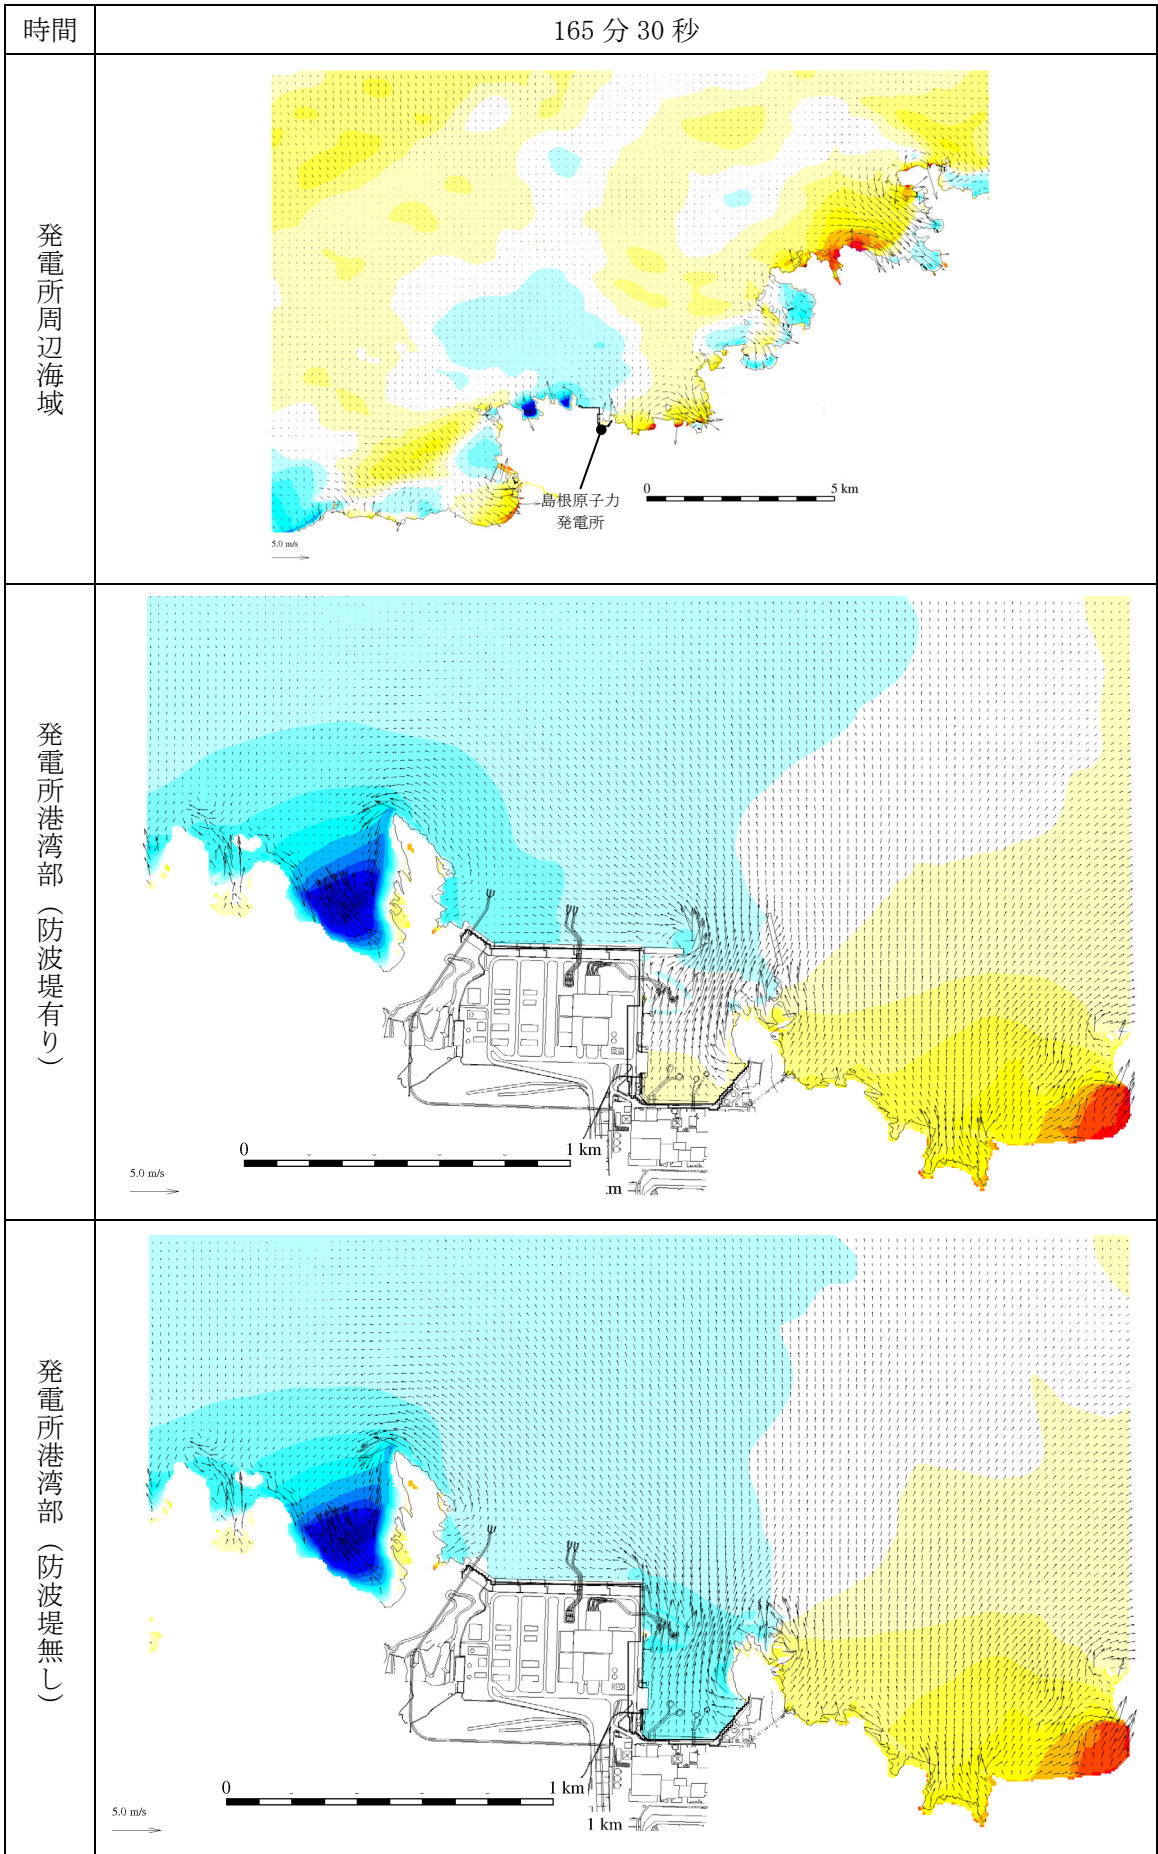 時間
165 分 30 秒
発電所周辺海域
島根原子力
発電所
0
5 km
5.0 m/s
発電所港湾部（防波堤有り）
0
1 km
5.0 m/s
:m
発電所港湾部（防波堤無し）
0
1 km
5.0 m/s
1 km